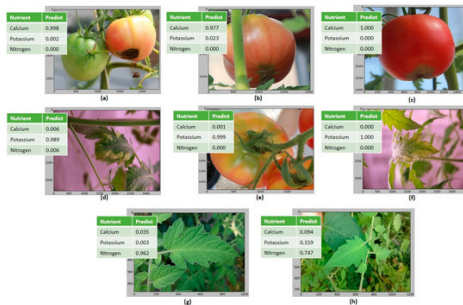 Nutrient Predict
Calcium 0.998
Potassium 0.002
Nitrogen 0.000
(a)
Nutrient Predict
Calcium 0.977
Potassium 0.023
Nitrogen 0.000
(b)
Nutrient Predict
Calcium 1.000
Potassium 0.000
Nitrogen 0.000
(c)
Nutrient Predict
Calcium 0.006
Potassium 0.989
Nitrogen 0.006
(d)
Nutrient Predict
Calcium 0.001
Potassium 0.999
Nitrogen 0.000
(e)
Nutrient Predict
Calcium 0.000
Potassium 1.000
Nitrogen 0.000
(f)
Nutrient Predict
Calcium 0.035
Potassium 0.003
Nitrogen 0.962
(g)
Nutrient Predict
Calcium 0.094
Potassium 0.159
Nitrogen 0.747
(h)